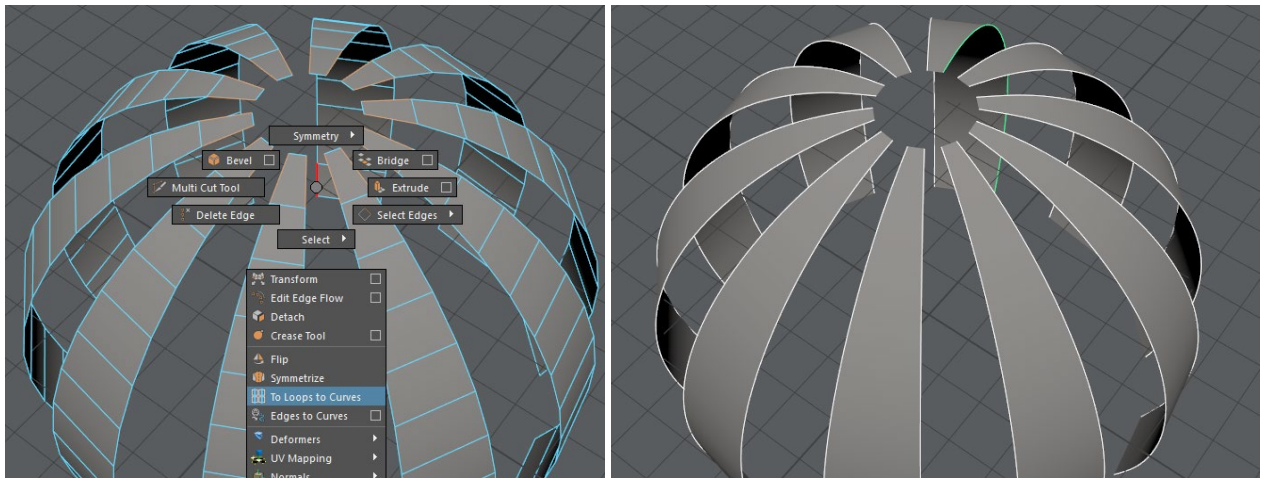 Symmetry
Bevel
Bridge
Multi Cut Tool
Extrude
Delete Edge
Select Edges
Select
Transform
Edit Edge Flow
Detach
Crease Tool
Flip
Symmetrize
To Loops to Curves
Edges to Curves
Deformers
UV Mapping
Normals